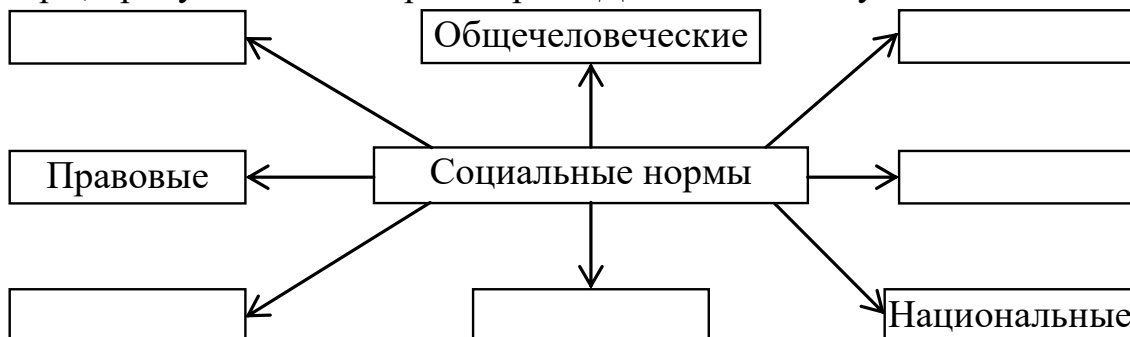 Общечеловеческие
Правовые
Социальные нормы
Национальные